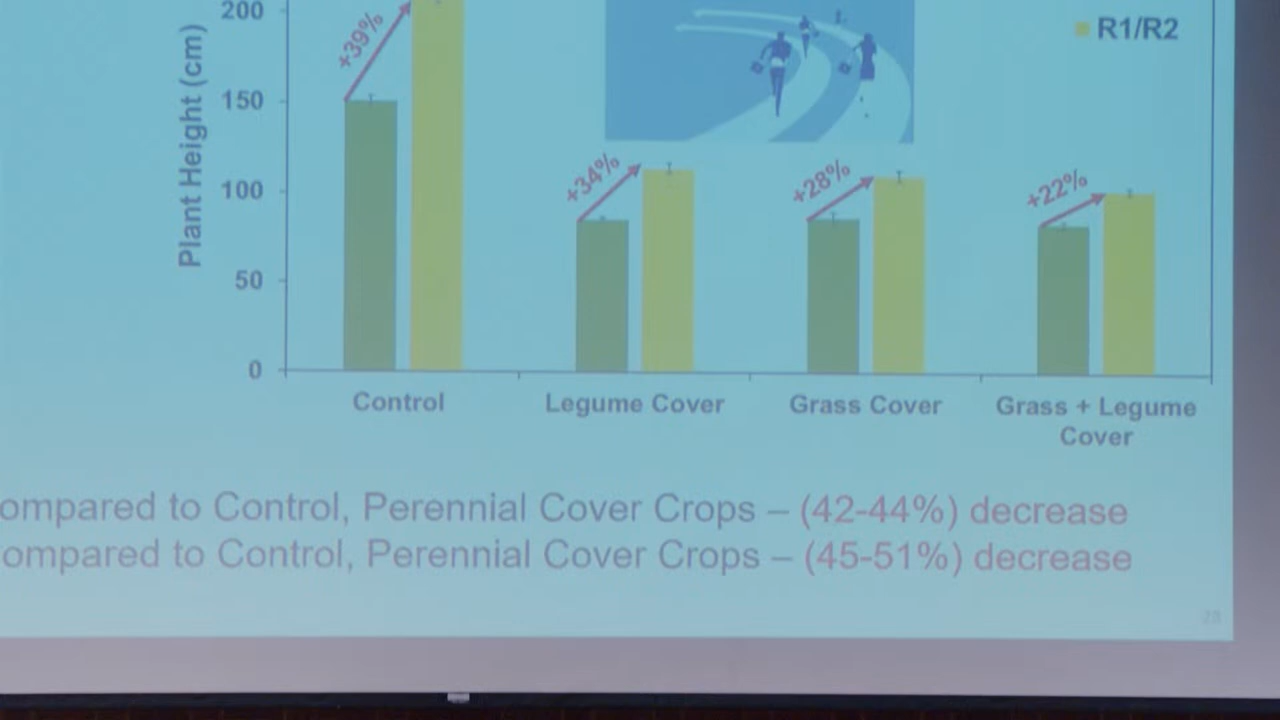 200
+39%
R1/R2
150
Plant Height (cm)
+34%
+28%
+22%
100
50
0
Control
Legume Cover
Grass Cover
Grass + Legume
Cover
ompared to Control, Perennial Cover Crops – (42-44%) decrease
ompared to Control, Perennial Cover Crops – (45-51%) decrease